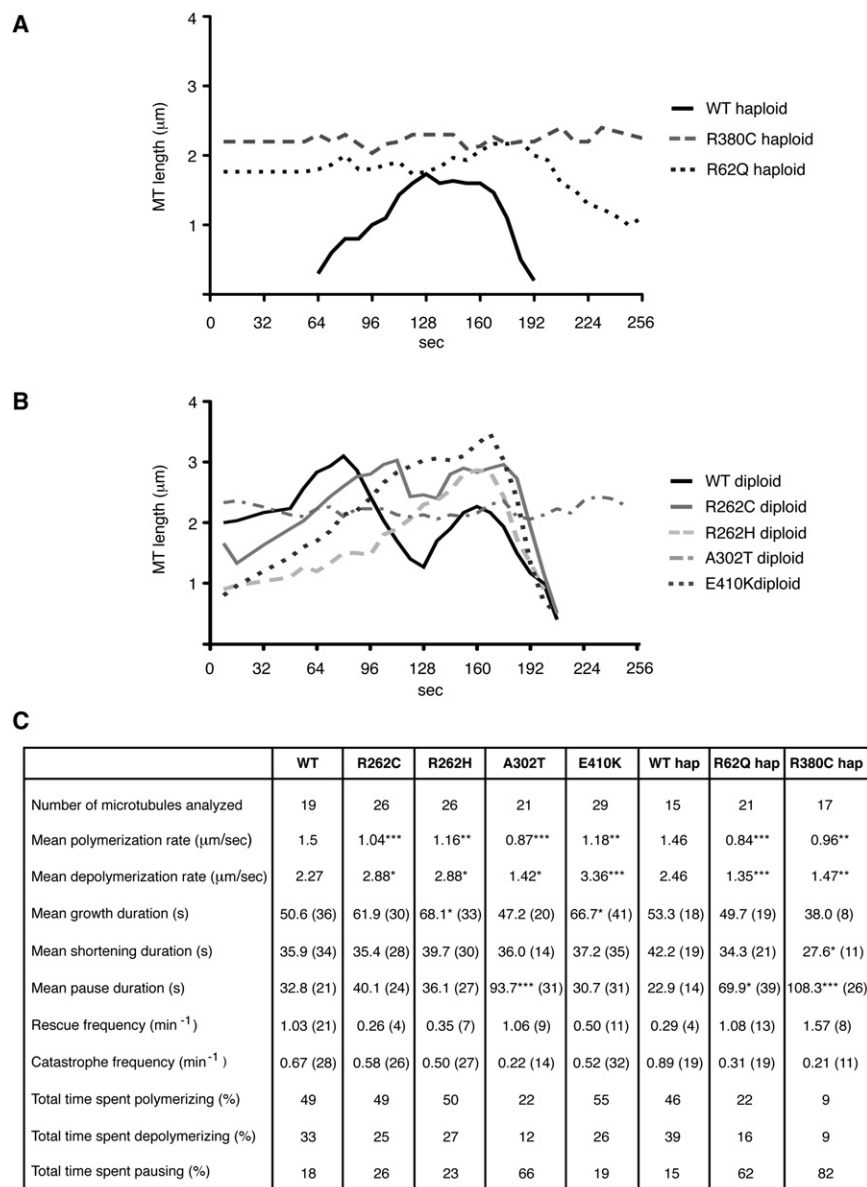 A
4
3
2
1
MT length (μm)
0 32 64 96 128 160 192 224 256
sec
WT haploid
R380C haploid
R62Q haploid
B
4
3
2
1
MT length (μm)
0 32 64 96 128 160 192 224 256
sec
WT diploid
R262C diploid
R262H diploid
A302T diploid
E410Kdiploid
C
WT R262C R262H A302T E410K WT hap R62Q hap R380C hap
Number of microtubules analyzed 19 26 26 21 29 15 21 17
Mean polymerization rate (μm/sec) 1.5 1.04*** 1.16** 0.87*** 1.18** 1.46 0.84*** 0.96**
Mean depolymerization rate (μm/sec) 2.27 2.88* 2.88* 1.42* 3.36*** 2.46 1.35*** 1.47**
Mean growth duration (s) 50.6 (36) 61.9 (30) 68.1* (33) 47.2 (20) 66.7* (41) 53.3 (18) 49.7 (19) 38.0 (8)
Mean shortening duration (s) 35.9 (34) 35.4 (28) 39.7 (30) 36.0 (14) 37.2 (35) 42.2 (19) 34.3 (21) 27.6* (11)
Mean pause duration (s) 32.8 (21) 40.1 (24) 36.1 (27) 93.7*** (31) 30.7 (31) 22.9 (14) 69.9* (39) 108.3*** (26)
Rescue frequency (min -1) 1.03 (21) 0.26 (4) 0.35 (7) 1.06 (9) 0.50 (11) 0.29 (4) 1.08 (13) 1.57 (8)
Catastrophe frequency (min-1) 0.67 (28) 0.58 (26) 0.50 (27) 0.22 (14) 0.52 (32) 0.89 (19) 0.31 (19) 0.21 (11)
Total time spent polymerizing (%) 49 49 50 22 55 46 22 9
Total time spent depolymerizing (%) 33 25 27 12 26 39 16 9
Total time spent pausing (%) 18 26 23 66 19 15 62 82